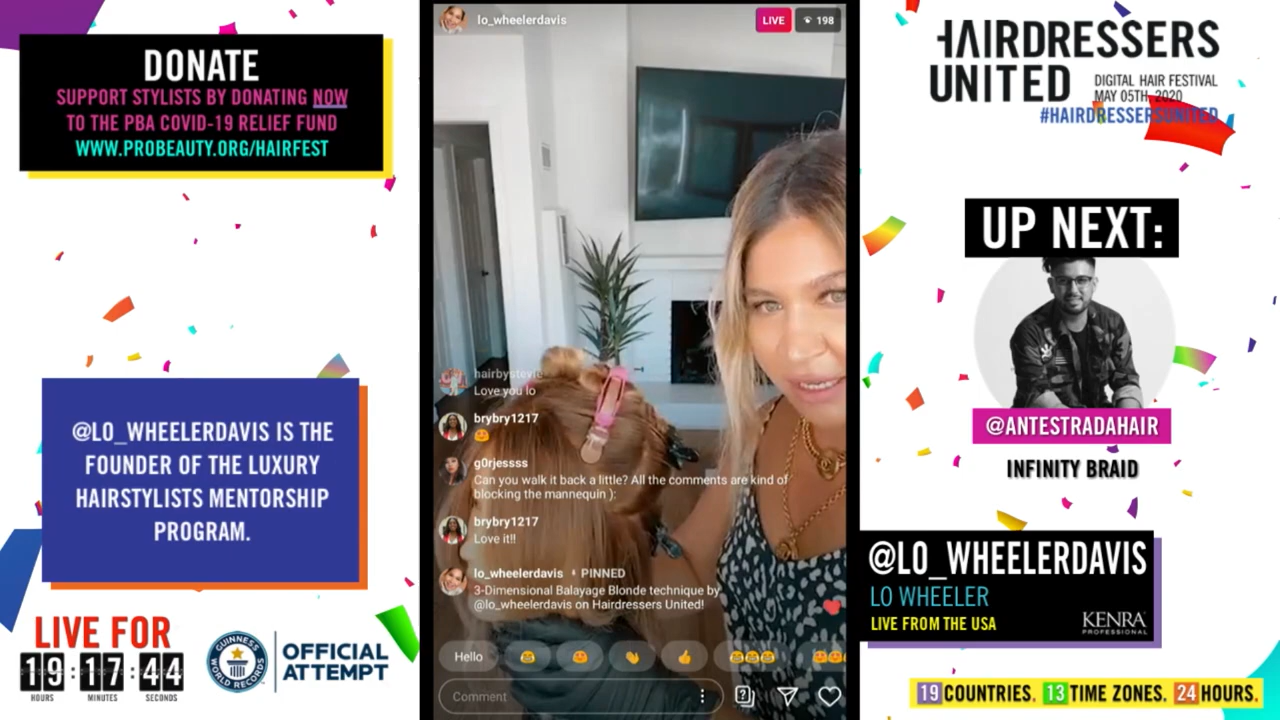 DONATE
SUPPORT STYLISTS BY DONATING NOW
TO THE PBA COVID-19 RELIEF FUND
WWW.PROBEAUTY.ORG/HAIRFEST
@LO_WHEELERDAVIS IS THE
FOUNDER OF THE LUXURY
HAIRSTYLISTS MENTORSHIP
PROGRAM.
LIVE FOR
19:17:44
HOURS MINUTES SECONDS
GUINNESS
WORLD RECORDS
OFFICIAL
ATTEMPT
lo_wheelerdavis
LIVE
198
hairbystevie
Love you lo
brybry1217
g0rjessss
Can you walk it back a little? All the comments are kind of
blocking the mannequin ):
brybry1217
Love it!!
lo_wheelerdavis PINNED
3-Dimensional Balayage Blonde technique by
@lo_wheelerdavis on Hairdressers United!
Hello
Comment
HAIRDRESSERS
UNITED
DIGITAL HAIR FESTIVAL
MAY 05TH, 2020
#HAIRDRESSERSUNITED
UP NEXT:
@ANTESTRADAHAIR
INFINITY BRAID
@LO_WHEELERDAVIS
LO WHEELER
LIVE FROM THE USA
KENRA
PROFESSIONAL
19 COUNTRIES. 13 TIME ZONES. 24 HOURS.